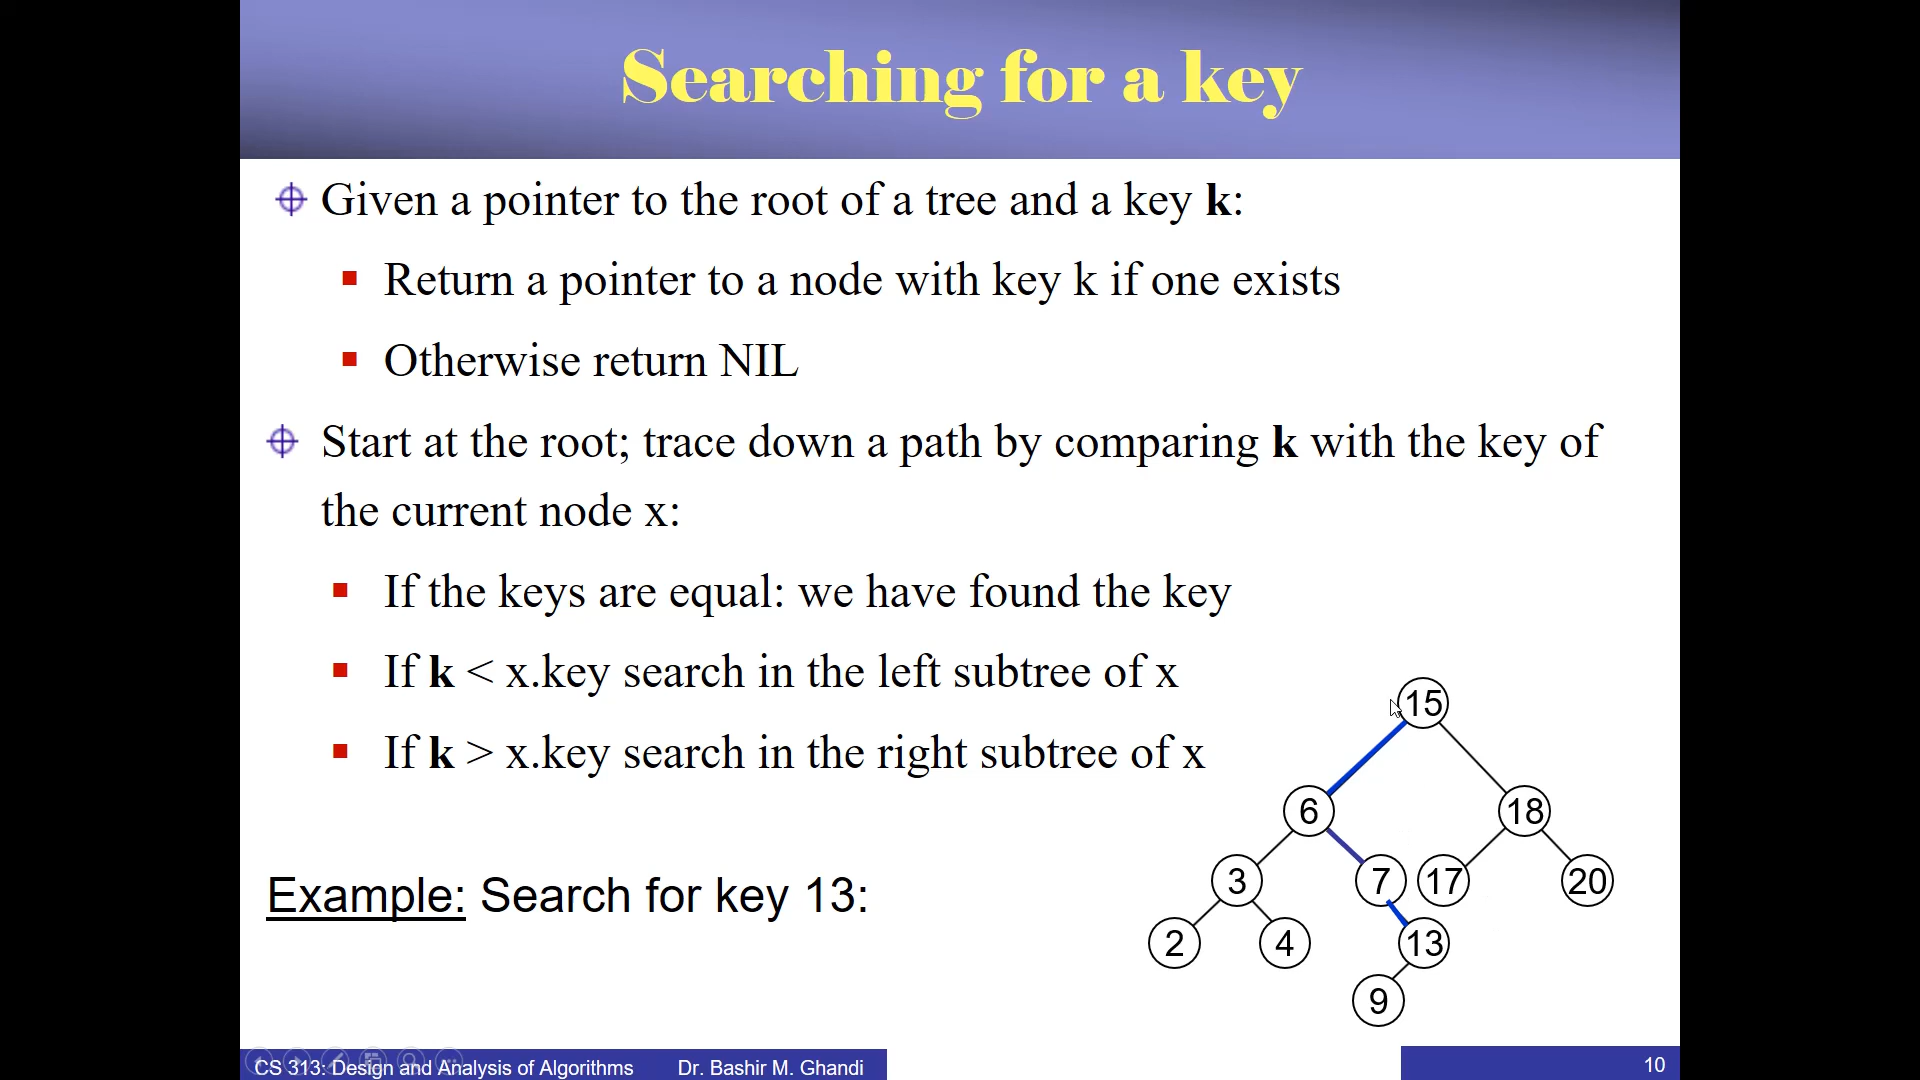 Searching for a key
Given a pointer to the root of a tree and a key k:
Return a pointer to a node with key k if one exists
Otherwise return NIL
Start at the root; trace down a path by comparing k with the key of
the current node x:
If the keys are equal: we have found the key
If k < x.key search in the left subtree of x
If k > x.key search in the right subtree of x
Example: Search for key 13:
15
6 18
3 7 17 20
2 4 13
9
CS 313: Design and Analysis of Algorithms Dr. Bashir M. Ghandi 10